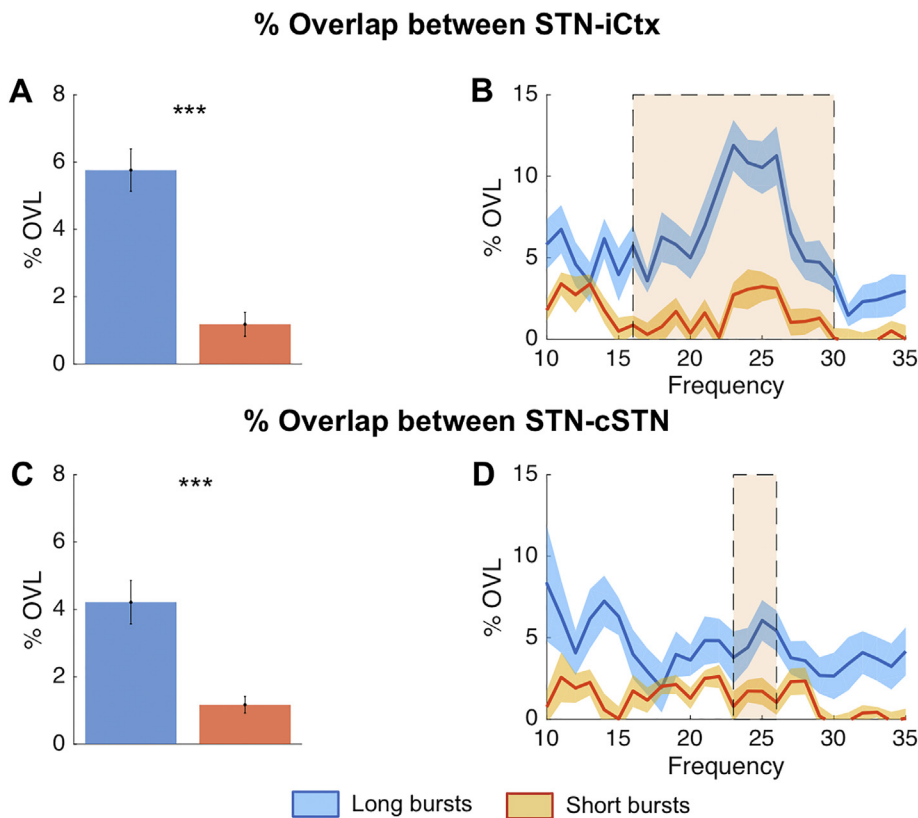 % Overlap between STN-iCtx
A
8
6
4
2
0
% OVL
***
B
15
10
5
0
% OVL
10 15 20 25 30 35
Frequency
% Overlap between STN-cSTN
C
8
6
4
2
0
% OVL
***
D
15
10
5
0
% OVL
10 15 20 25 30 35
Frequency
Long bursts
Short bursts